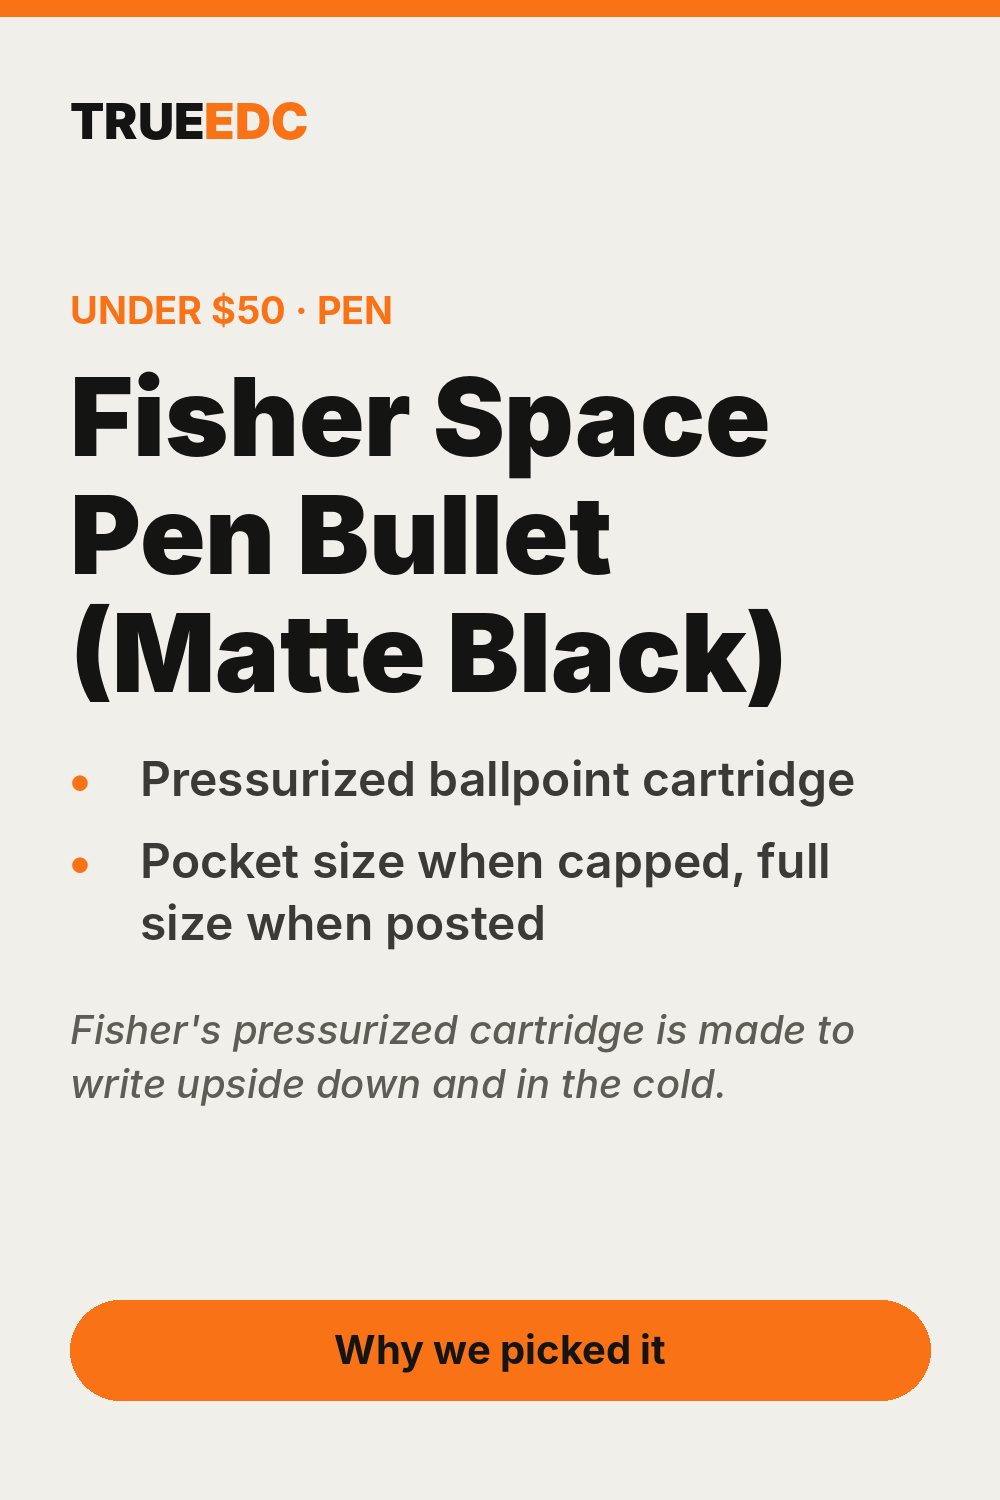 TRUEEDC
UNDER $50 · PEN
Fisher Space
Pen Bullet
(Matte Black)
• Pressurized ballpoint cartridge
• Pocket size when capped, full
size when posted
Fisher's pressurized cartridge is made to
write upside down and in the cold.
Why we picked it